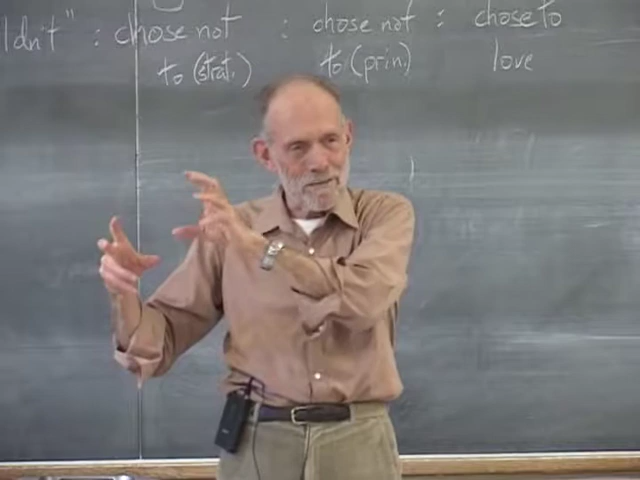 ldn't" : chose not : chose not : chose to
to (strat.) to (prin.) love